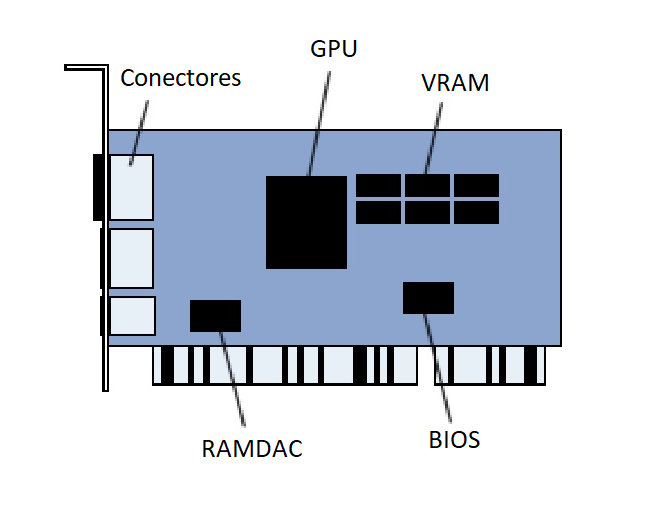 GPU
Conectores
VRAM
RAMDAC
BIOS